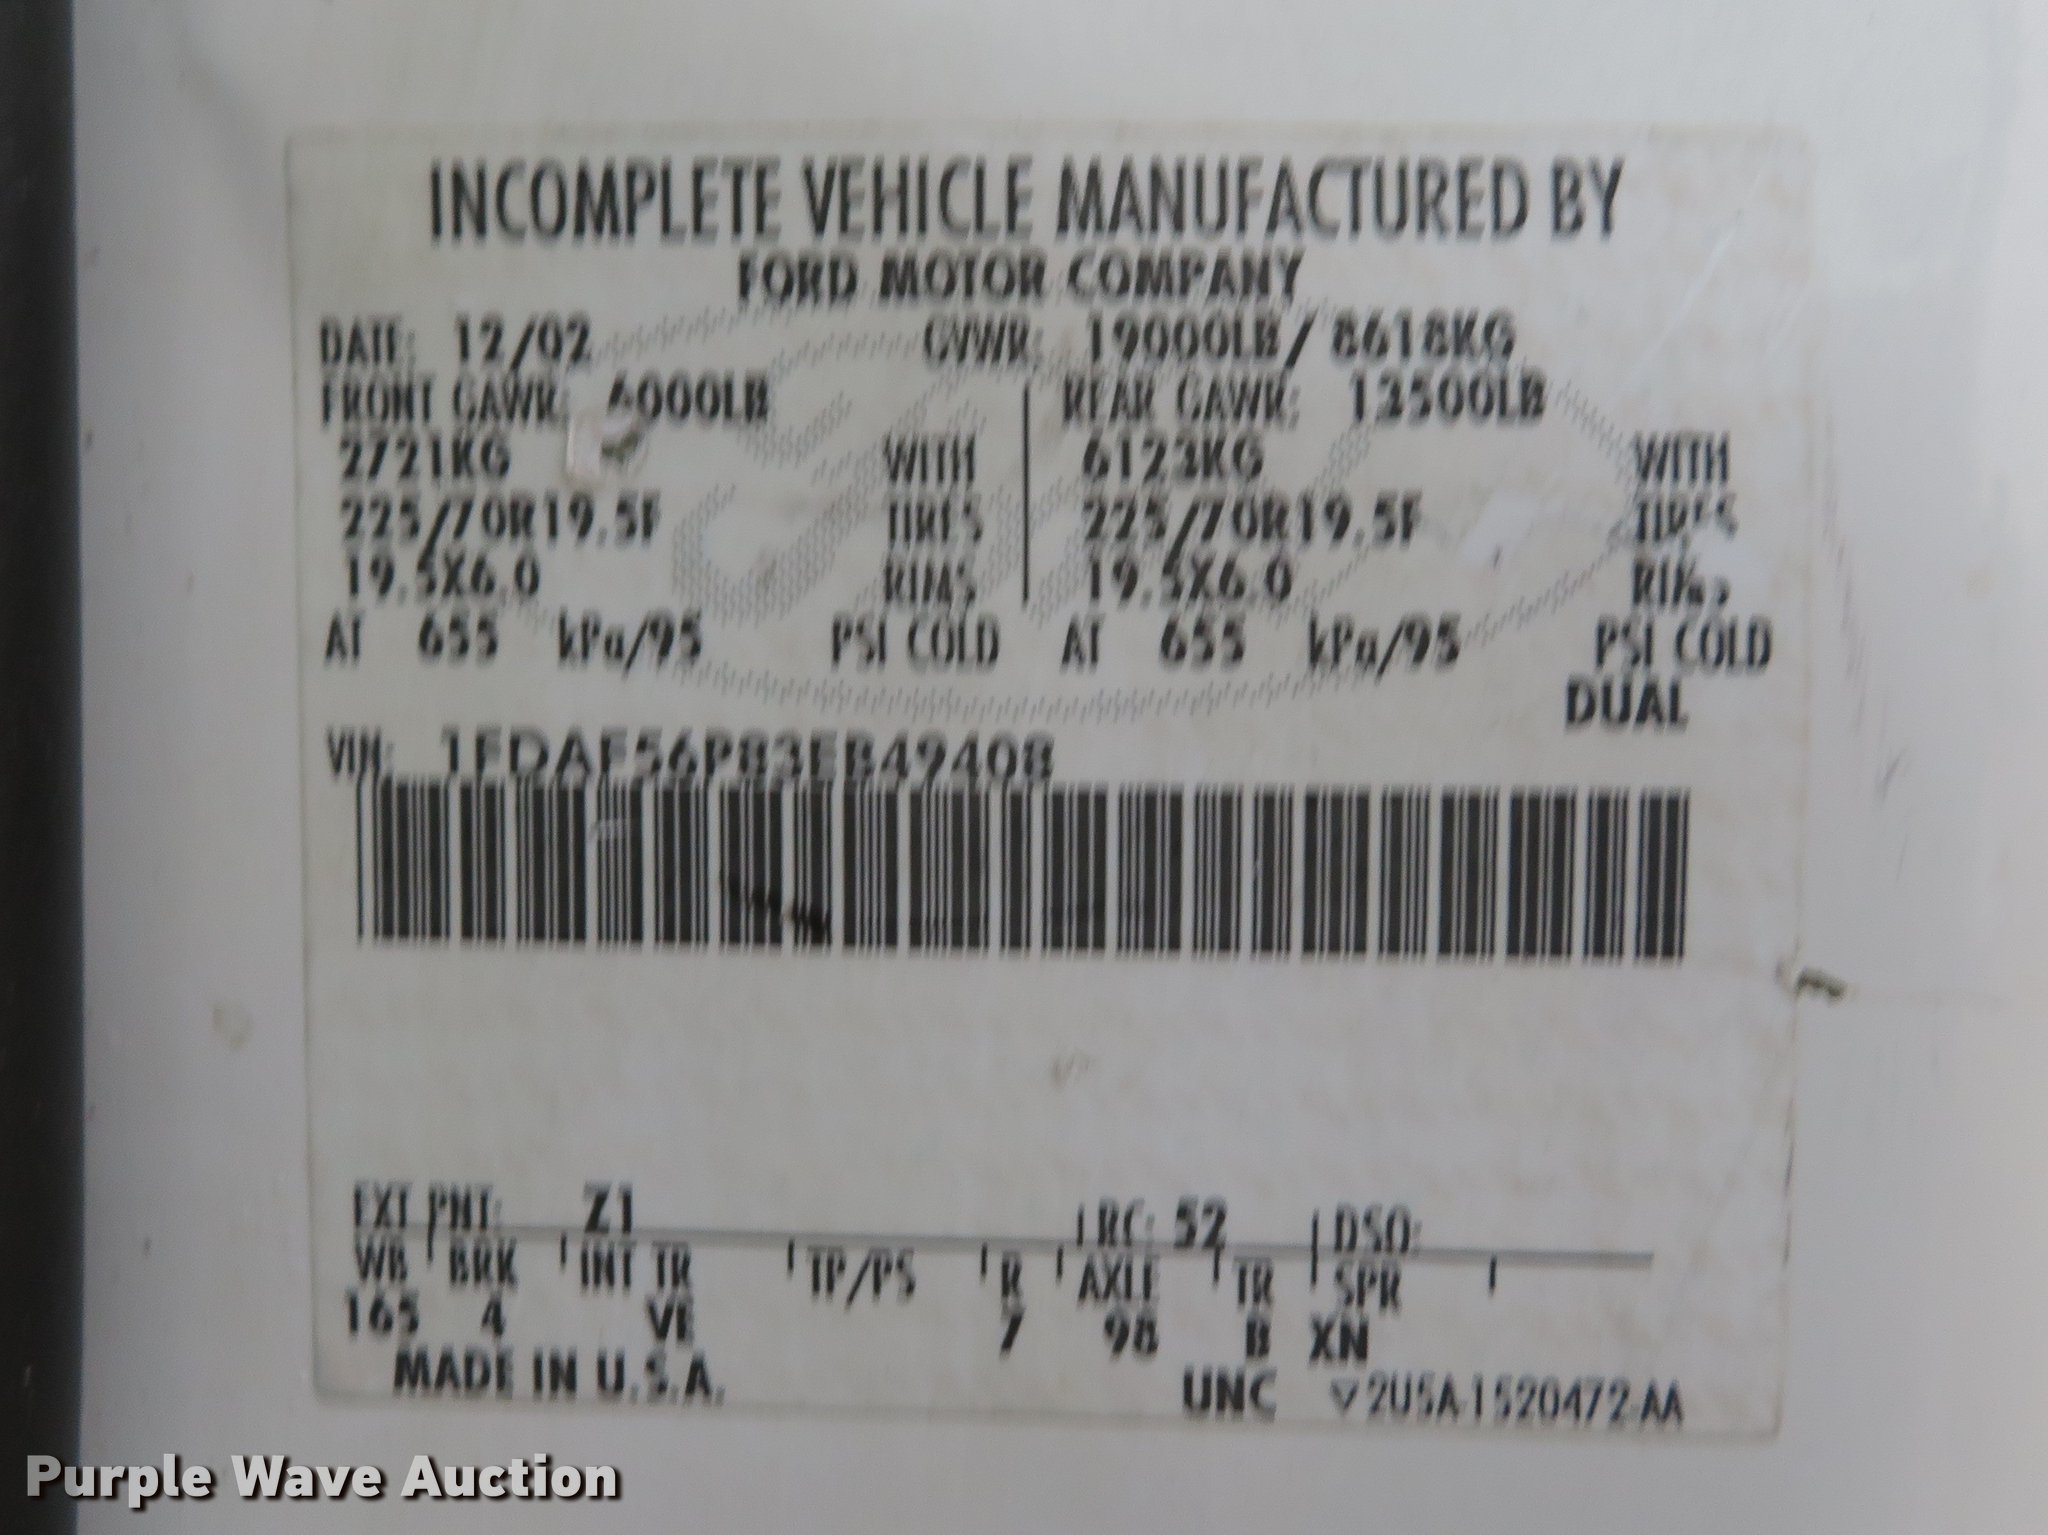 INCOMPLETE VEHICLE MANUFACTURED BY
FORD MOTOR COMPANY
DATE: 12/02 GVWR: 19000LB/ 8618KG
FRONT GAWR: 6000LB REAR GAWR: 13500LB
2721KG WITH 6123KG WITH
225/70R19.5F TIRES 225/70R19.5F TIRES
19.5X6.0 RIMS 19.5X6.0 RIMS
AT 655 kPa/95 PSI COLD AT 655 kPa/95 PSI COLD
DUAL
VIN: 1FDAF56P83EB49408
EXT PNT: Z1 RC: 52 DSO:
WB BRK INT TR TP/PS R AXLE TR SPR
165 4 VE 7 98 B XN
MADE IN U.S.A. UNC ▽2U5A-1520472-AA
Purple Wave Auction